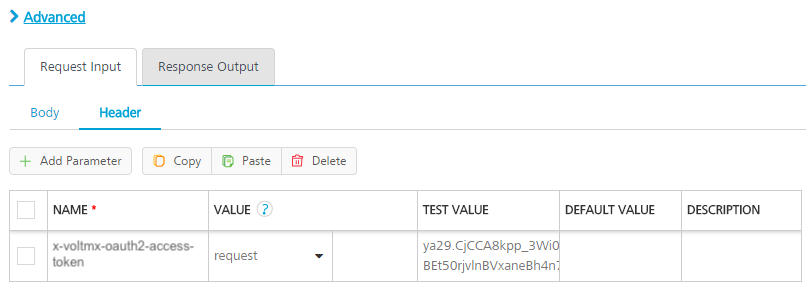 Advanced
Request Input Response Output
Body Header
Add Parameter Copy Paste Delete
NAME * VALUE ? TEST VALUE DEFAULT VALUE DESCRIPTION
x-voltmx-oauth2-access- request ya29.CjCCA8kpp_3Wi0
token BEt50rjvlnBVxaneBh4n7